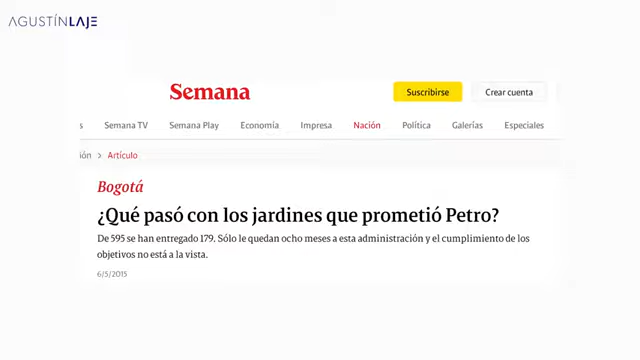 AGUSTÍNLAJE
Semana
Suscribirse
Crear cuenta
s Semana TV Semana Play Economía Impresa Nación Política Galerías Especiales
ión > Artículo
Bogotá
¿Qué pasó con los jardines que prometió Petro?
De 595 se han entregado 179. Sólo le quedan ocho meses a esta administración y el cumplimiento de los
objetivos no está a la vista.
6/5/2015